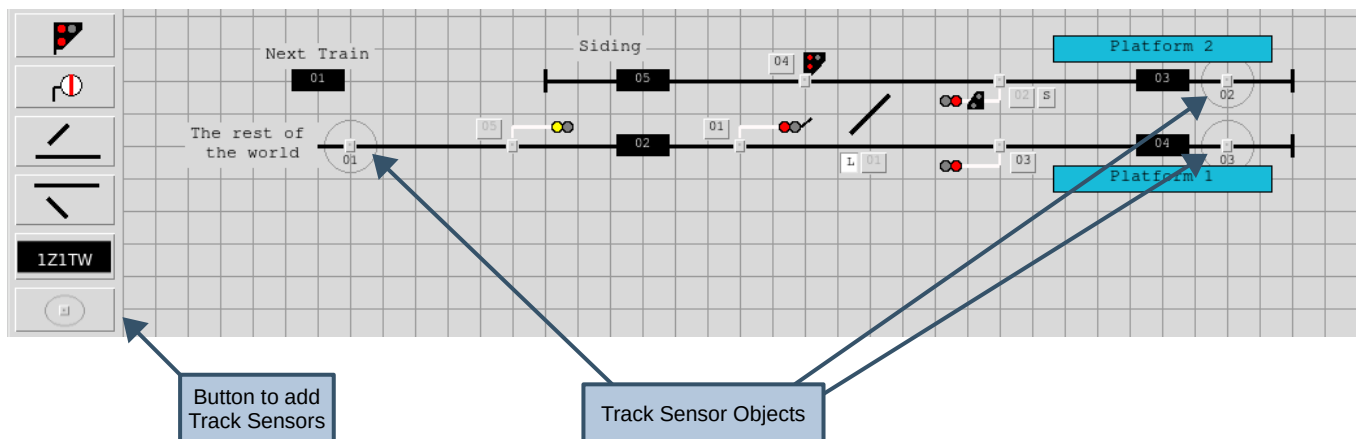 Next Train
01
Siding
05
04
02
S
Platform 2
03
02
The rest of
the world
01
05
02
01
L
01
03
04
03
Platform 1
1Z1TW
Button to add
Track Sensors
Track Sensor Objects